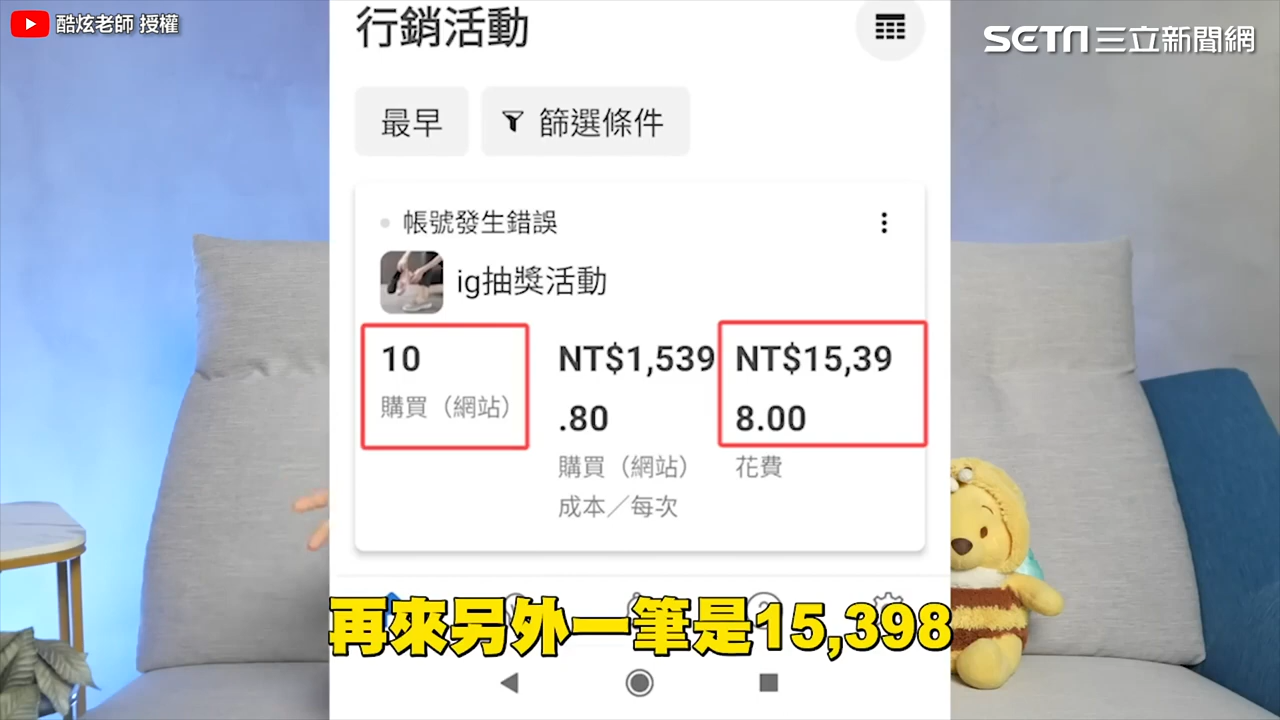 酷炫老師 授權
SETN三立新聞網
行銷活動
最早
篩選條件
帳號發生錯誤
ig抽獎活動
10
購買（網站）
NT$1,539
.80
購買（網站）
成本／每次
NT$15,39
8.00
花費
再來另外一筆是15,398